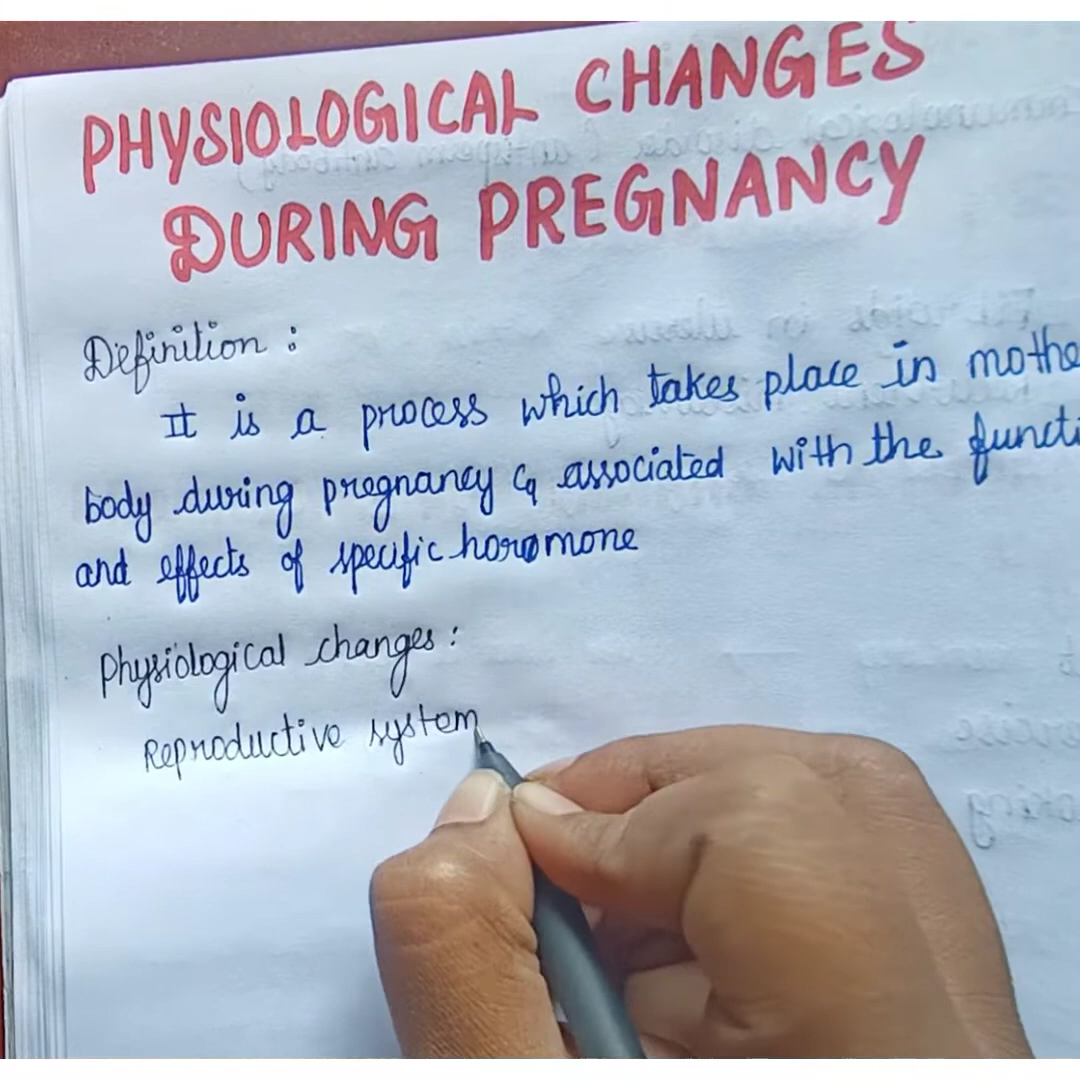 PHYSIOLOGICAL CHANGES
DURING PREGNANCY
Definition :
It is a process which takes place in mothe
body during pregnancy & associated with the functi
and effects of specific horomone
Physiological changes :
Reproductive system